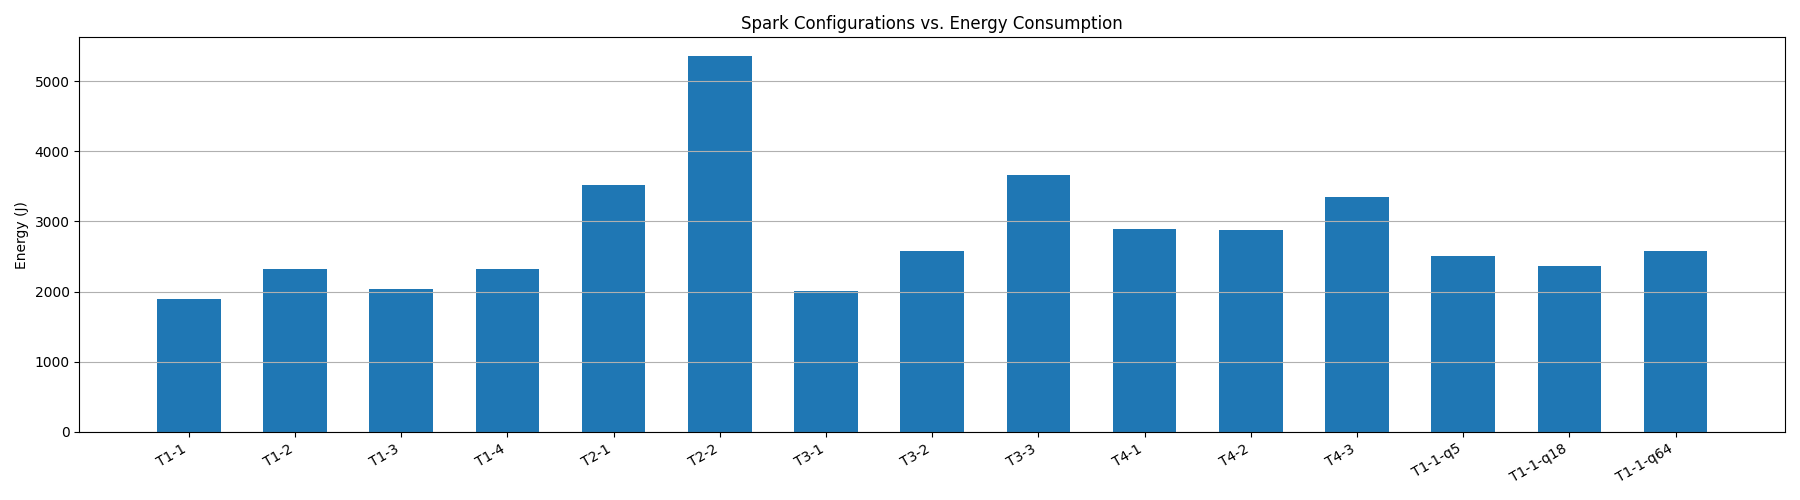 Spark Configurations vs. Energy Consumption
Energy (J)
5000
4000
3000
2000
1000
0
T1-1
T1-2
T1-3
T1-4
T2-1
T2-2
T3-1
T3-2
T3-3
T4-1
T4-2
T4-3
T1-1-q5
T1-1-q18
T1-1-q64